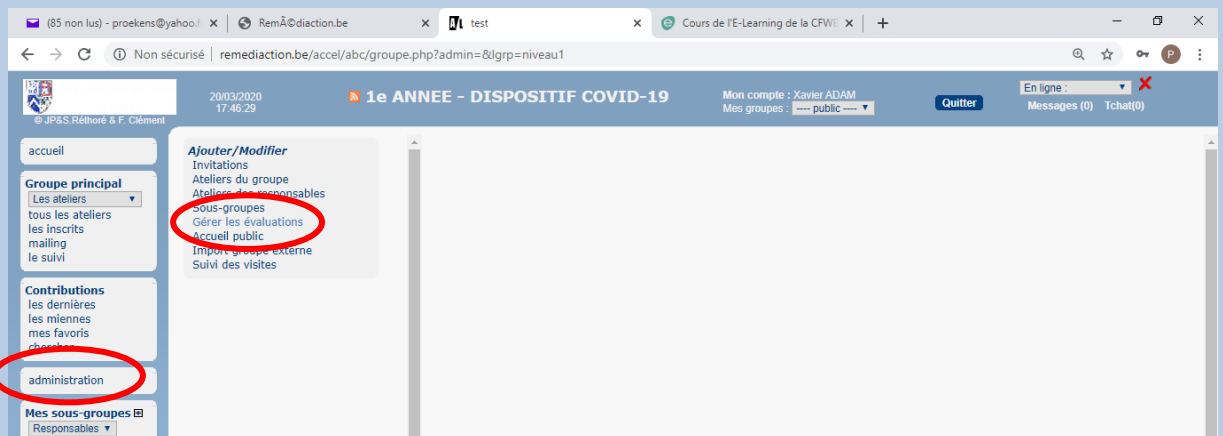 (85 non lus) - proekens@yahoo.f
RemÃ©diaction.be
test
Cours de l'E-Learning de la CFWB
Non sécurisé | remediaction.be/accel/abc/groupe.php?admin=&lgrp=niveau1
P
© JP&S.Réthoré & F. Clément
20/03/2020
17:46:29
1e ANNEE - DISPOSITIF COVID-19
Mon compte : Xavier ADAM
Mes groupes : ---- public ----
Quitter
En ligne :
Messages (0) Tchat(0)
accueil
Groupe principal
Les ateliers
tous les ateliers
les inscrits
mailing
le suivi
Contributions
les dernières
les miennes
mes favoris
chercher
administration
Mes sous-groupes
Responsables
Ajouter/Modifier
Invitations
Ateliers du groupe
Ateliers des responsables
Sous-groupes
Gérer les évaluations
Accueil public
Import groupe externe
Suivi des visites